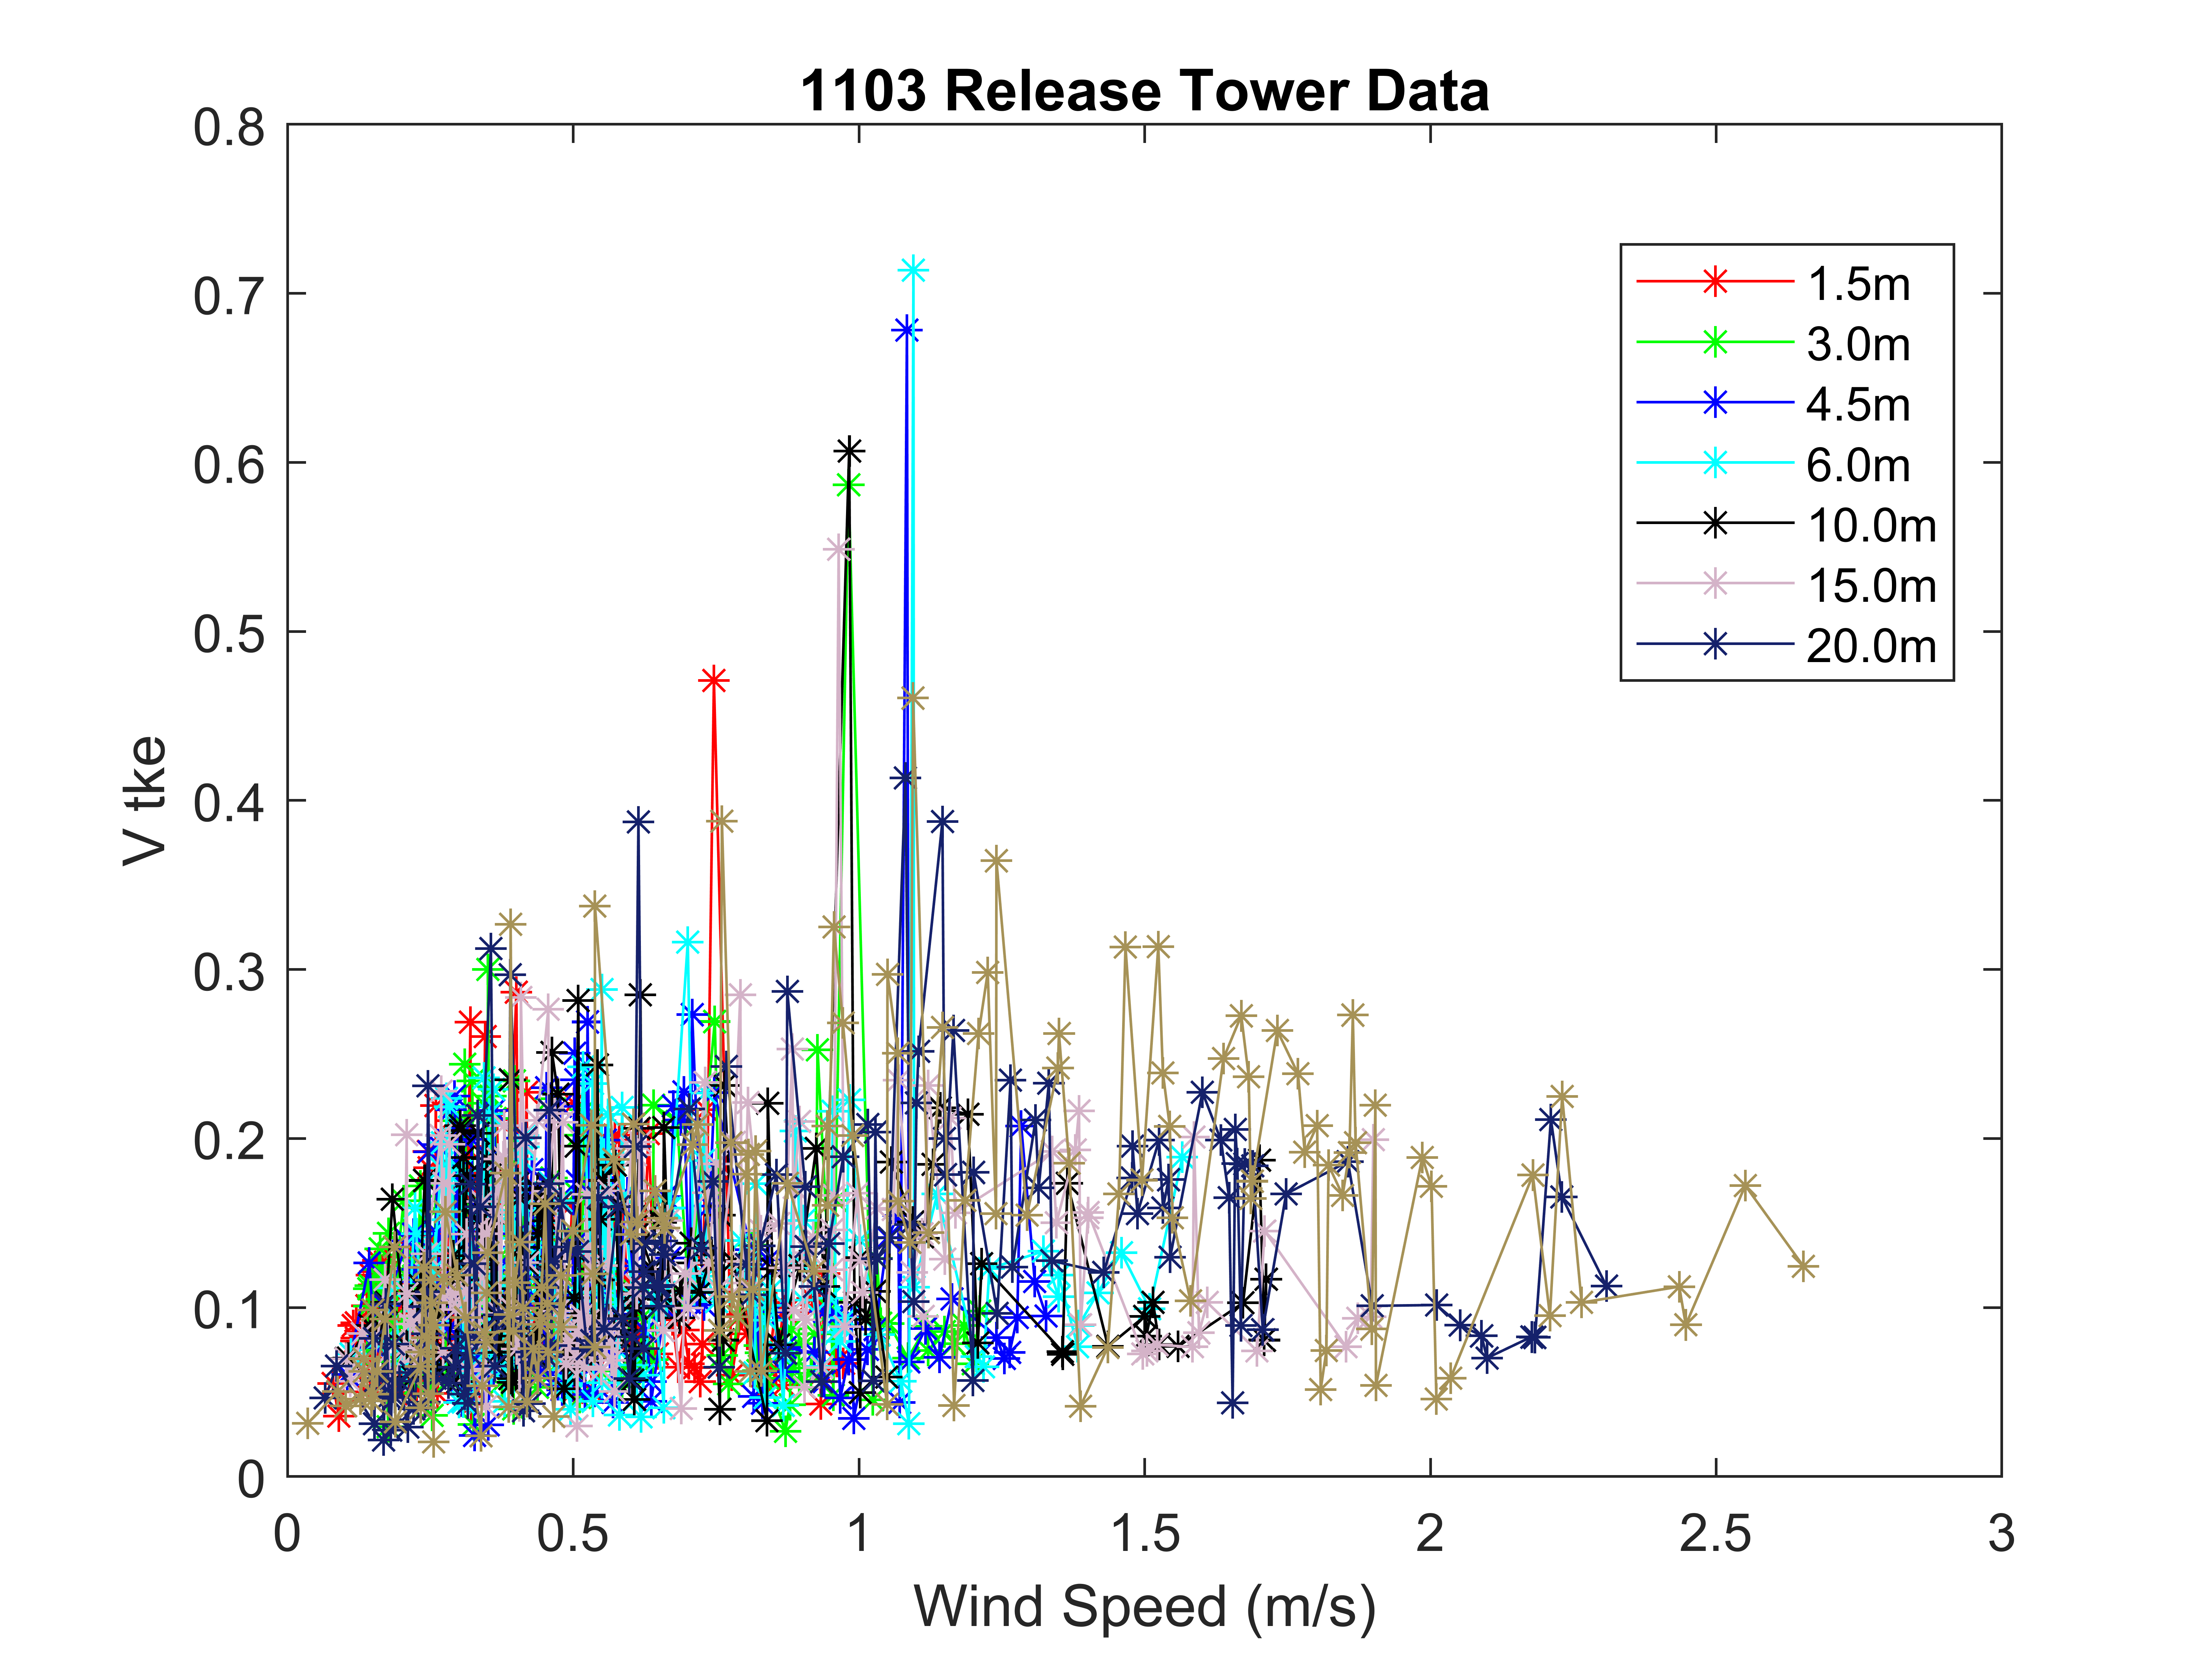 1103 Release Tower Data
0.8
0.7
0.6
0.5
0.4
0.3
0.2
0.1
0
V tke
1.5m
3.0m
4.5m
6.0m
10.0m
15.0m
20.0m
0 0.5 1 1.5 2 2.5 3
Wind Speed (m/s)